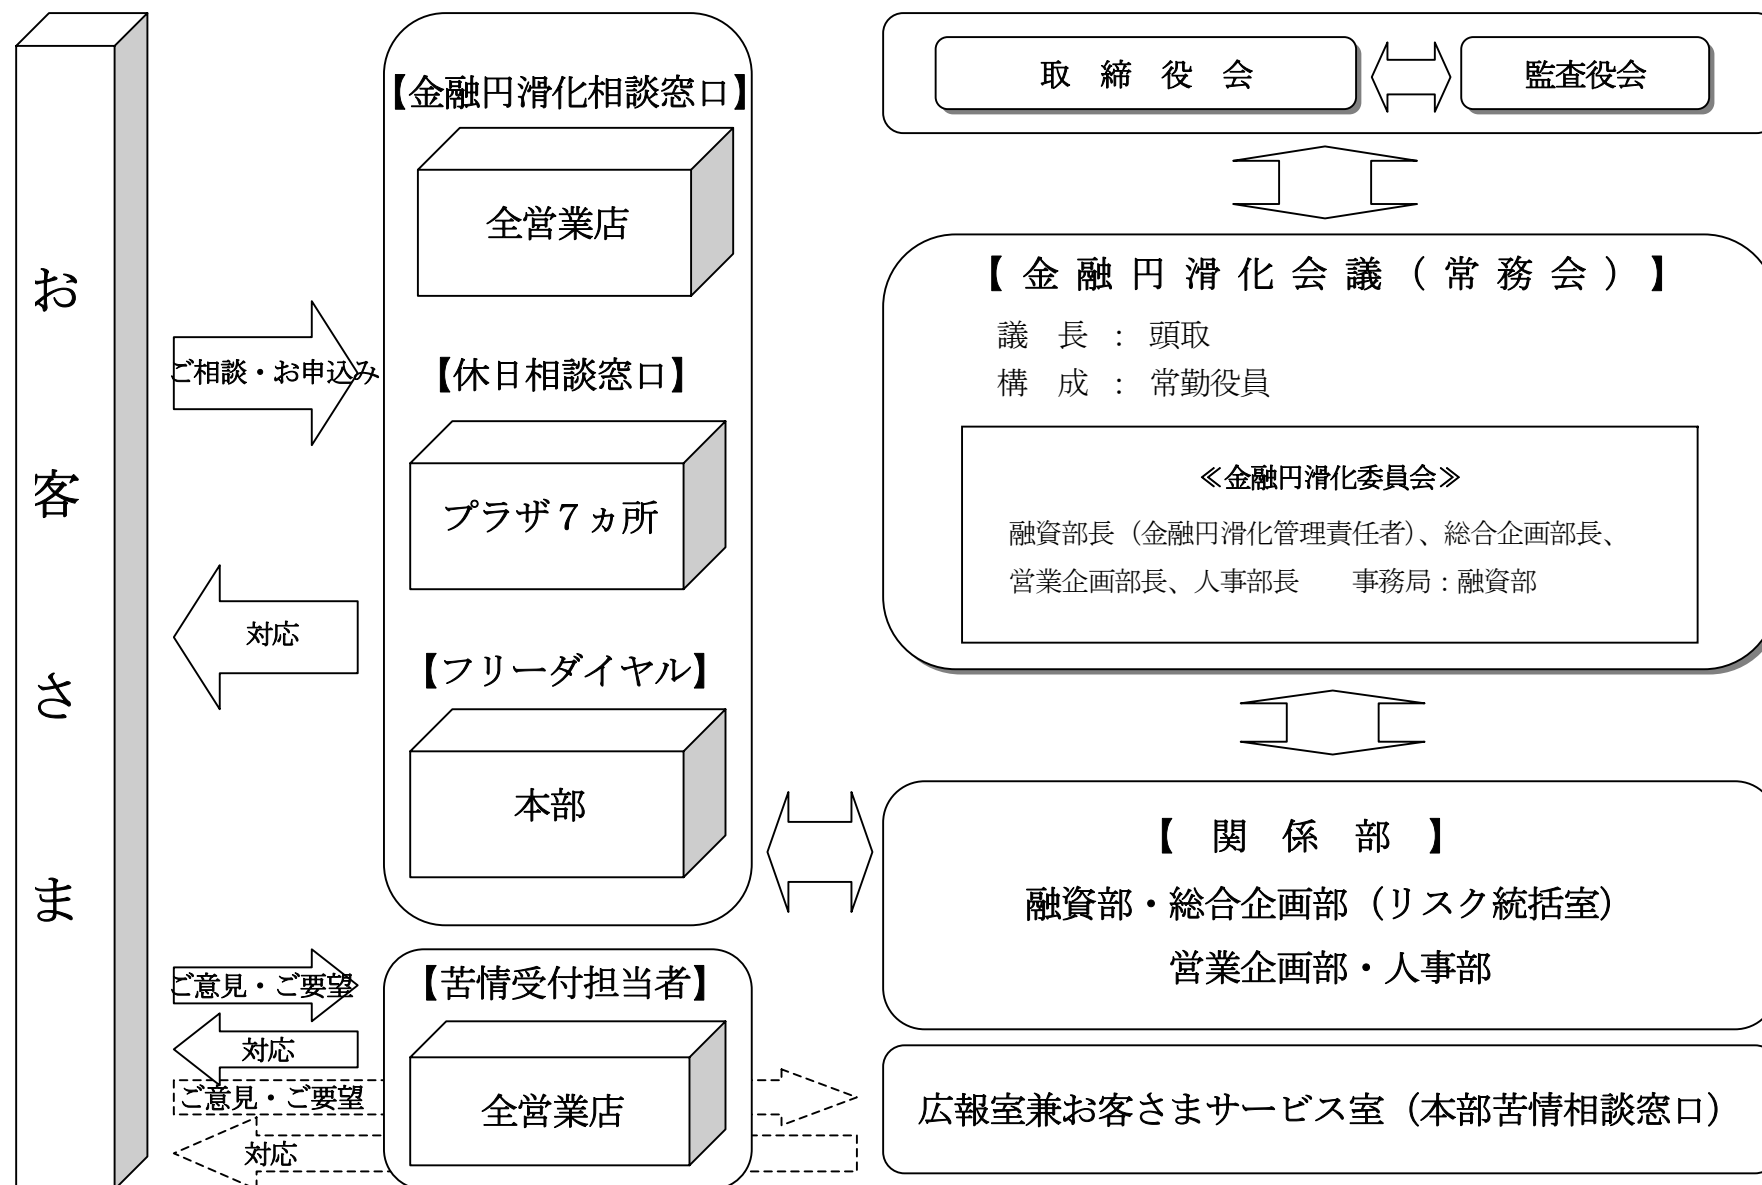 お客さま
ご相談・お申込み
対応
ご意見・ご要望
対応
ご意見・ご要望
対応
【金融円滑化相談窓口】
全営業店
【休日相談窓口】
プラザ７ヵ所
【フリーダイヤル】
本部
【苦情受付担当者】
全営業店
取　締　役　会
監査役会
【金融円滑化会議（常務会）】
議　長　：　頭取
構　成　：　常勤役員
≪金融円滑化委員会≫
融資部長（金融円滑化管理責任者）、総合企画部長、
営業企画部長、人事部長　　事務局：融資部
【　関　係　部　】
融資部・総合企画部（リスク統括室）
営業企画部・人事部
広報室兼お客さまサービス室（本部苦情相談窓口）